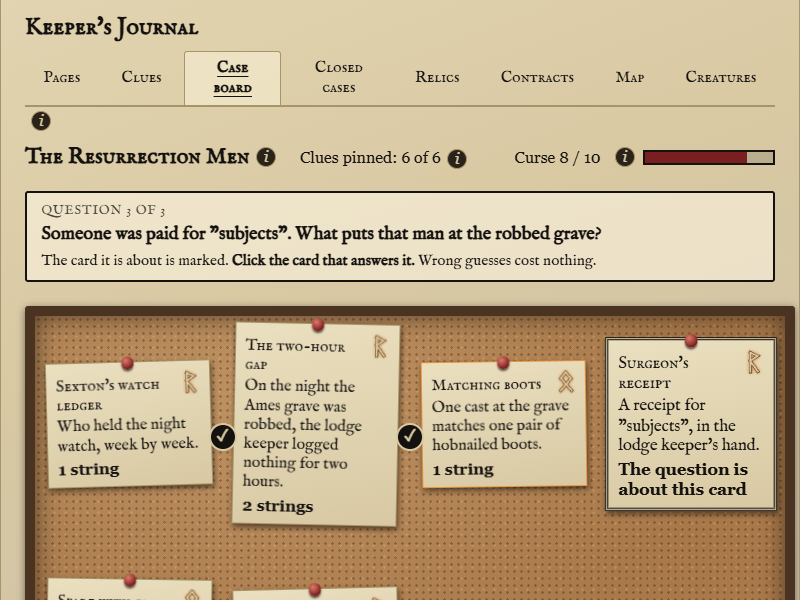 Keeper's Journal
Pages
Clues
Case board
Closed cases
Relics
Contracts
Map
Creatures
The Resurrection Men
Clues pinned: 6 of 6
Curse 8 / 10
QUESTION 3 OF 3
Someone was paid for ”subjects”. What puts that man at the robbed grave?
The card it is about is marked. Click the card that answers it. Wrong guesses cost nothing.
Sexton's watch
ledger
Who held the night
watch, week by week.
1 string
The two-hour
gap
On the night the
Ames grave was
robbed, the lodge
keeper logged
nothing for two
hours.
2 strings
Matching boots
One cast at the grave
matches one pair of
hobnailed boots.
1 string
Surgeon's
receipt
A receipt for
”subjects”, in the
lodge keeper's hand.
The question is
about this card